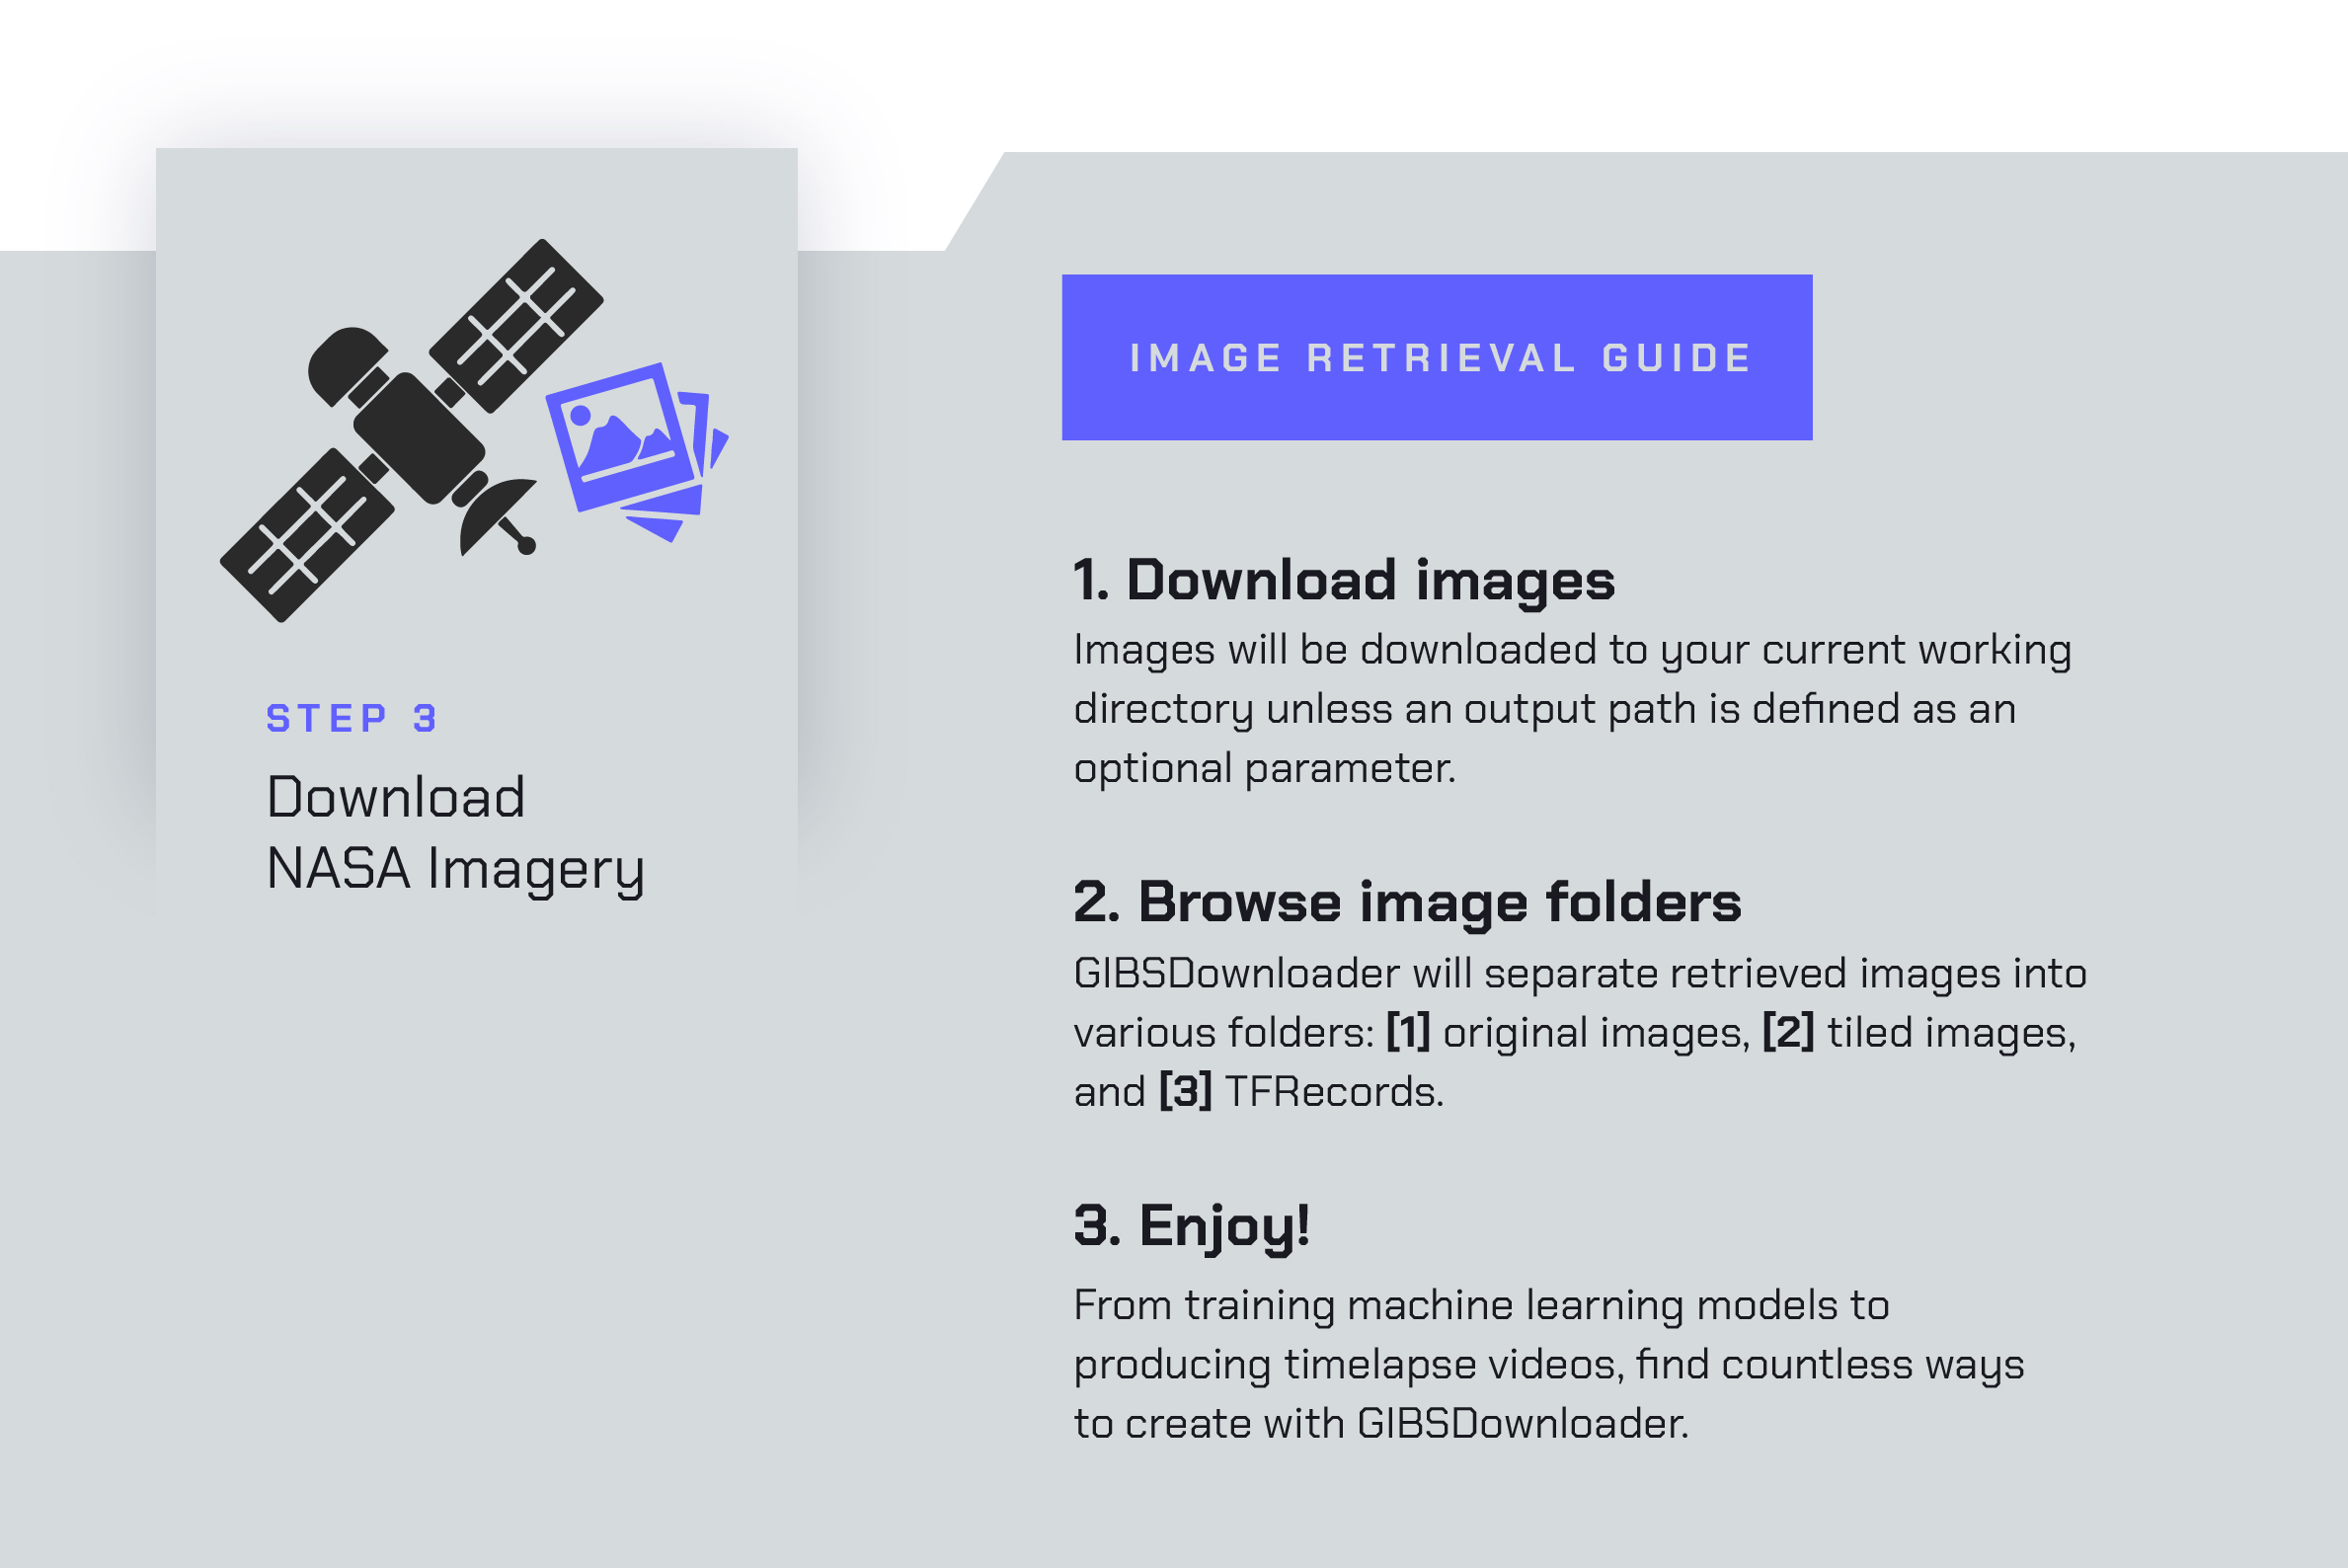 STEP 3
Download
NASA Imagery
IMAGE RETRIEVAL GUIDE
1. Download images
Images will be downloaded to your current working
directory unless an output path is defined as an
optional parameter.
2. Browse image folders
GIBSDownloader will separate retrieved images into
various folders: [1] original images, [2] tiled images,
and [3] TFRecords.
3. Enjoy!
From training machine learning models to
producing timelapse videos, find countless ways
to create with GIBSDownloader.